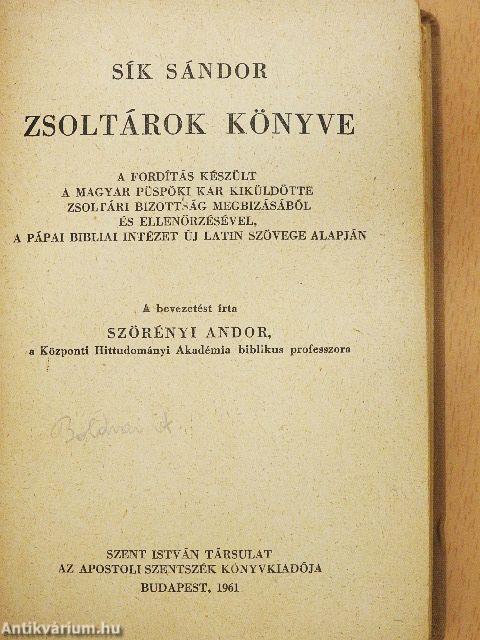 SÍK SÁNDOR
ZSOLTÁROK KÖNYVE
A FORDÍTÁS KÉSZÜLT
A MAGYAR PÜSPÖKI KAR KIKÜLDÖTTE
ZSOLTÁRI BIZOTTSÁG MEGBIZÁSÁBÓL
ÉS ELLENŐRZÉSÉVEL,
A PÁPAI BIBLIAI INTÉZET ÚJ LATIN SZÖVEGE ALAPJÁN
A bevezetést írta
SZÖRÉNYI ANDOR,
a Központi Hittudományi Akadémia biblikus professzora
SZENT ISTVÁN TÁRSULAT
AZ APOSTOLI SZENTSZÉK KÖNYVKIADÓJA
BUDAPEST, 1961
Antikvárium.hu